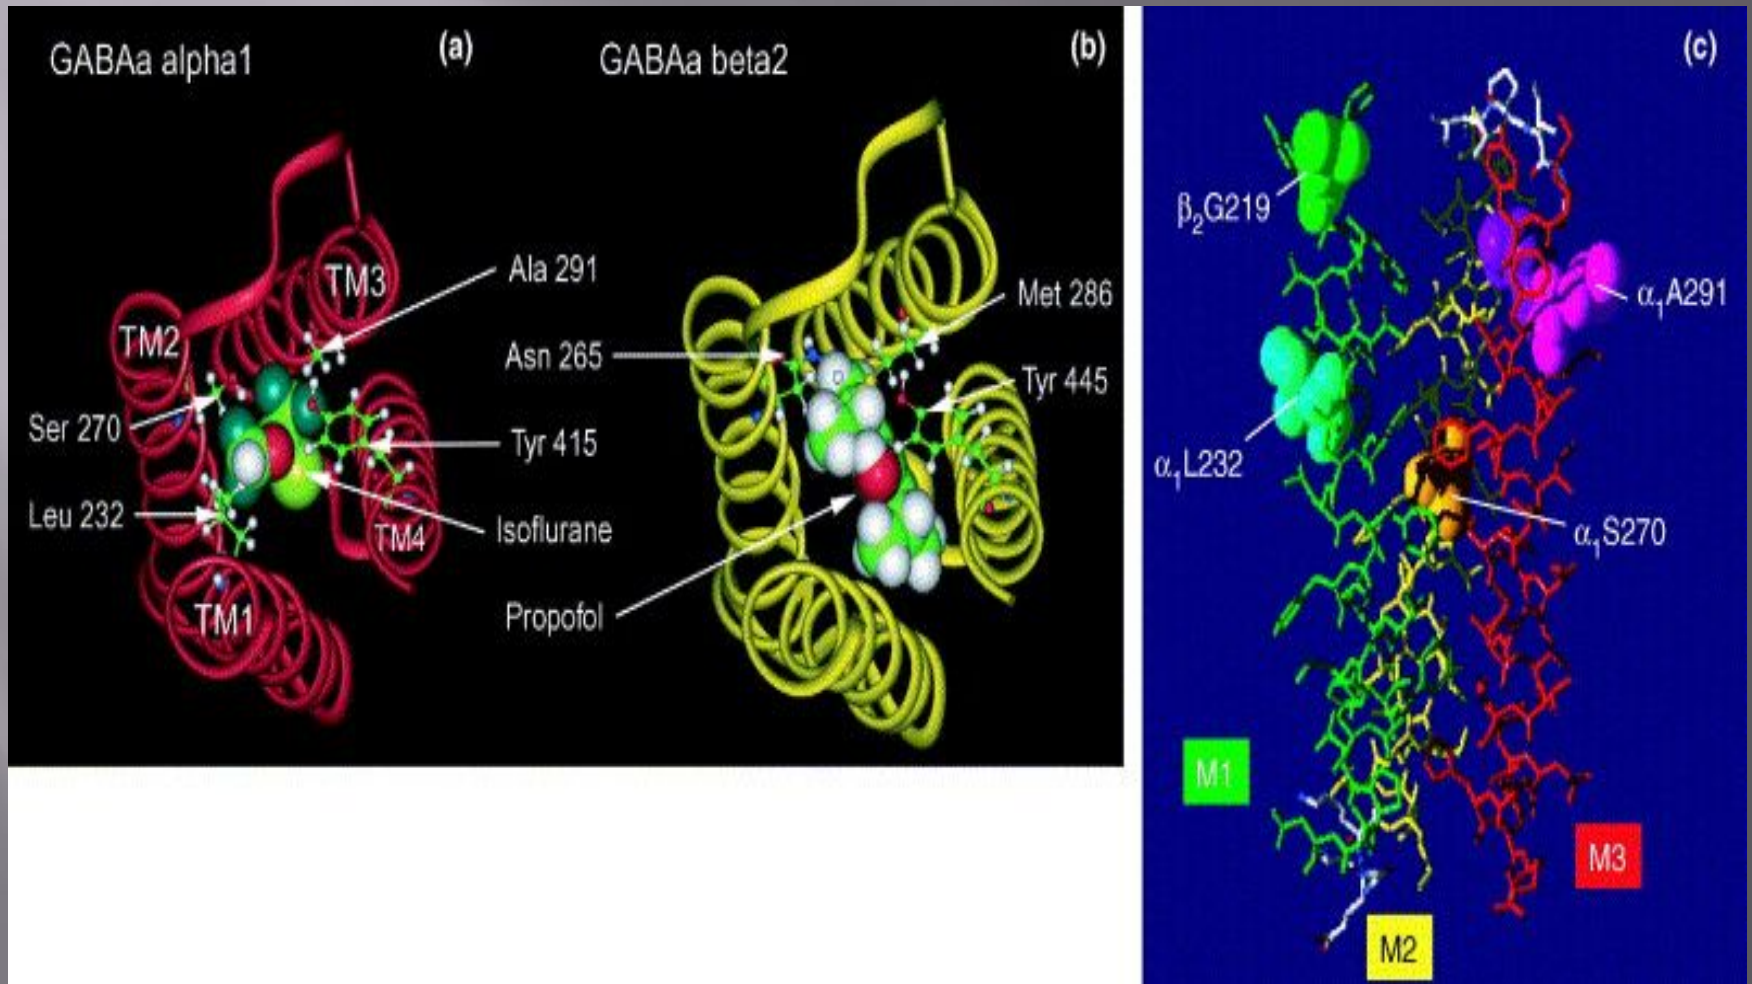 GABAa alpha1
(a)
TM3
TM2
Ala 291
Ser 270
Tyr 415
Leu 232
Isoflurane
TM4
TM1
GABAa beta2
(b)
Met 286
Asn 265
Tyr 445
Propofol
(c)
β₂G219
α₁A291
α₁L232
α₁S270
M1
M3
M2